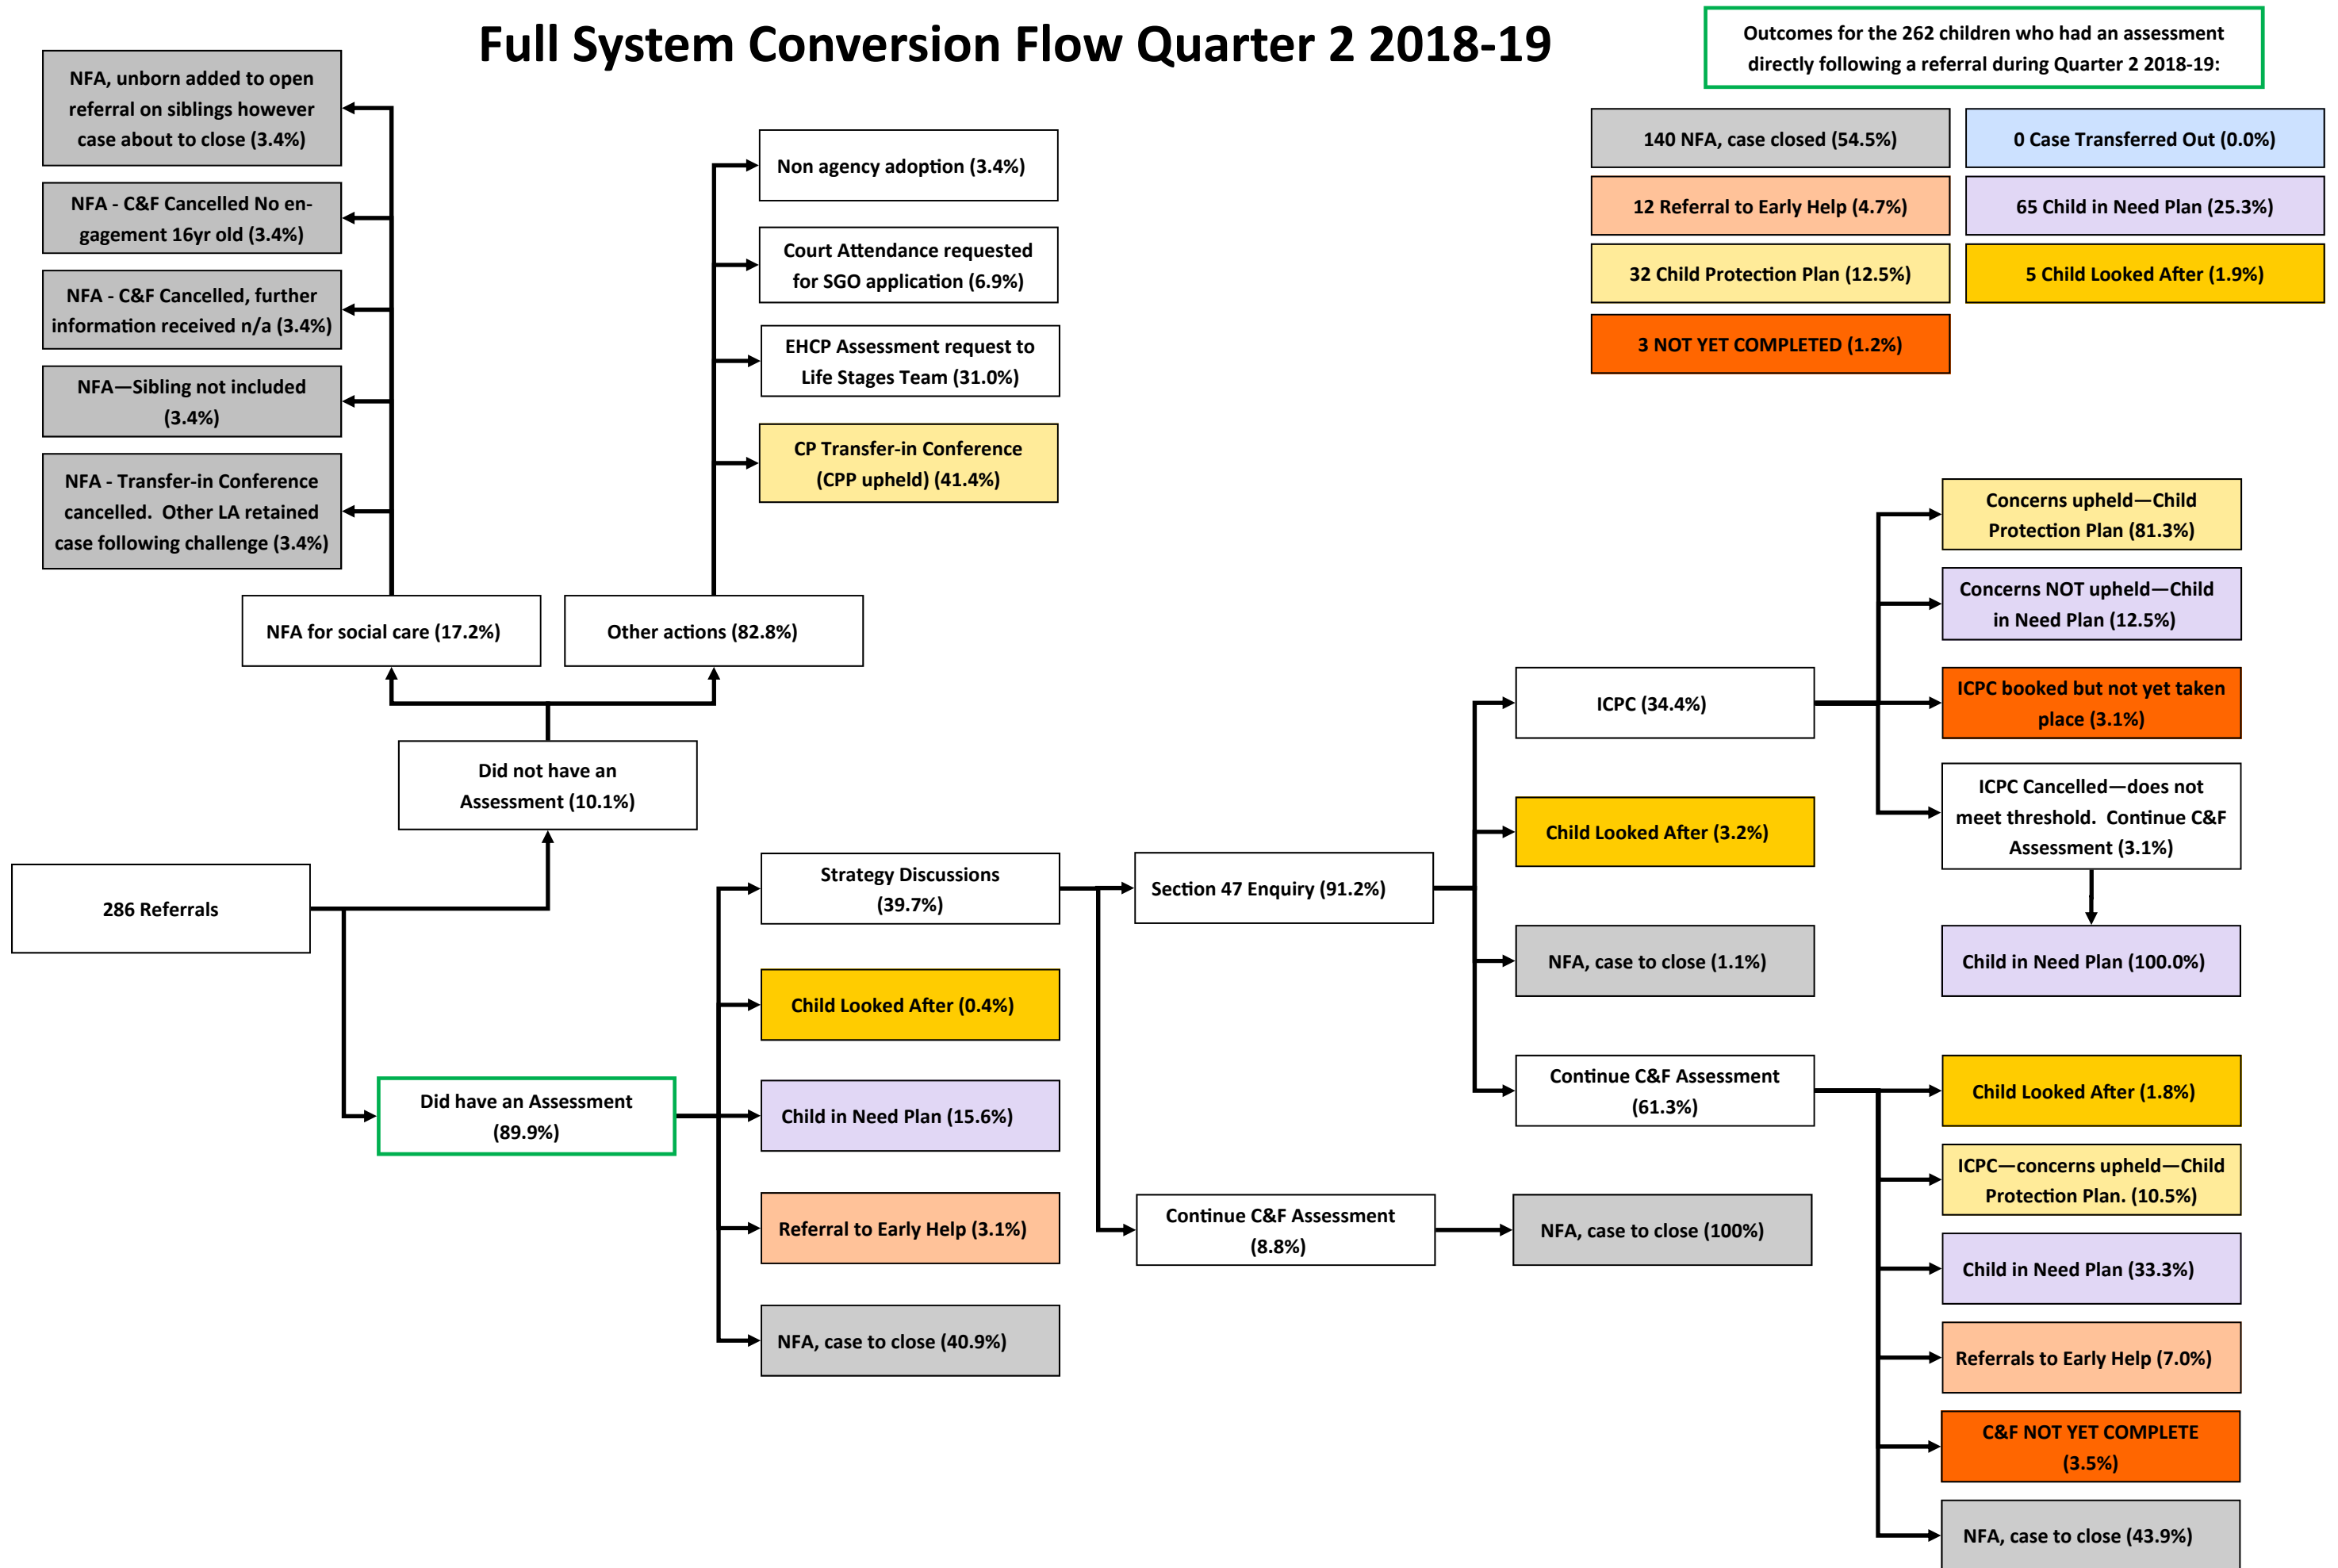 Full System Conversion Flow Quarter 2 2018-19
Outcomes for the 262 children who had an assessment
directly following a referral during Quarter 2 2018-19:
140 NFA, case closed (54.5%)
0 Case Transferred Out (0.0%)
12 Referral to Early Help (4.7%)
65 Child in Need Plan (25.3%)
32 Child Protection Plan (12.5%)
5 Child Looked After (1.9%)
3 NOT YET COMPLETED (1.2%)
NFA, unborn added to open
referral on siblings however
case about to close (3.4%)
NFA - C&F Cancelled No en-
gagement 16yr old (3.4%)
NFA - C&F Cancelled, further
information received n/a (3.4%)
NFA—Sibling not included
(3.4%)
NFA - Transfer-in Conference
cancelled.  Other LA retained
case following challenge (3.4%)
Non agency adoption (3.4%)
Court Attendance requested
for SGO application (6.9%)
EHCP Assessment request to
Life Stages Team (31.0%)
CP Transfer-in Conference
(CPP upheld) (41.4%)
NFA for social care (17.2%)
Other actions (82.8%)
Did not have an
Assessment (10.1%)
286 Referrals
Did have an Assessment
(89.9%)
Strategy Discussions
(39.7%)
Child Looked After (0.4%)
Child in Need Plan (15.6%)
Referral to Early Help (3.1%)
NFA, case to close (40.9%)
Section 47 Enquiry (91.2%)
Continue C&F Assessment
(8.8%)
ICPC (34.4%)
Child Looked After (3.2%)
NFA, case to close (1.1%)
Continue C&F Assessment
(61.3%)
NFA, case to close (100%)
Concerns upheld—Child
Protection Plan (81.3%)
Concerns NOT upheld—Child
in Need Plan (12.5%)
ICPC booked but not yet taken
place (3.1%)
ICPC Cancelled—does not
meet threshold.  Continue C&F
Assessment (3.1%)
Child in Need Plan (100.0%)
Child Looked After (1.8%)
ICPC—concerns upheld—Child
Protection Plan. (10.5%)
Child in Need Plan (33.3%)
Referrals to Early Help (7.0%)
C&F NOT YET COMPLETE
(3.5%)
NFA, case to close (43.9%)